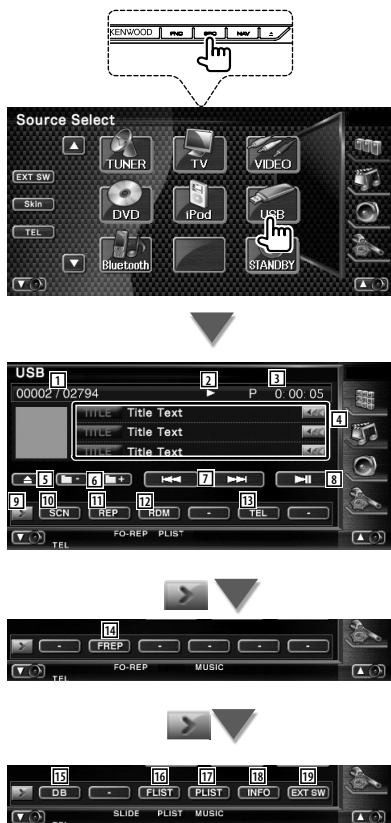 KENWOOD FNC SRC NAV
Source Select
TUNER TV VIDEO
EXT SW
Skin
DVD iPod USB
TEL
Bluetooth STANDBY
USB
1 2 3
00002 / 02794 P 0: 00: 05
4
TITLE Title Text
TITLE Title Text
TITLE Title Text
5 6 7 8
- +
9 10 11 12 13
SCN REP RDM - TEL -
FO-REP PLIST
TEL
14
- FREP - - - -
FO-REP MUSIC
TEL
15 16 17 18 19
DB - FLIST PLIST INFO EXT SW
SLIDE PLIST MUSIC